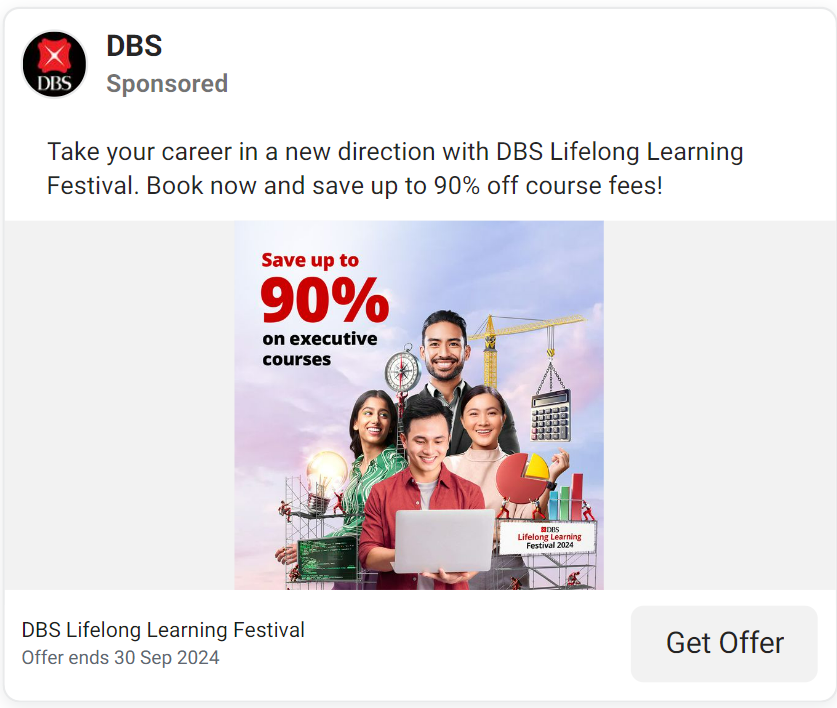 DBS
DBS
Sponsored
Take your career in a new direction with DBS Lifelong Learning
Festival. Book now and save up to 90% off course fees!
Save up to
90%
on executive
courses
DBS
Lifelong Learning
Festival 2024
DBS Lifelong Learning Festival
Offer ends 30 Sep 2024
Get Offer